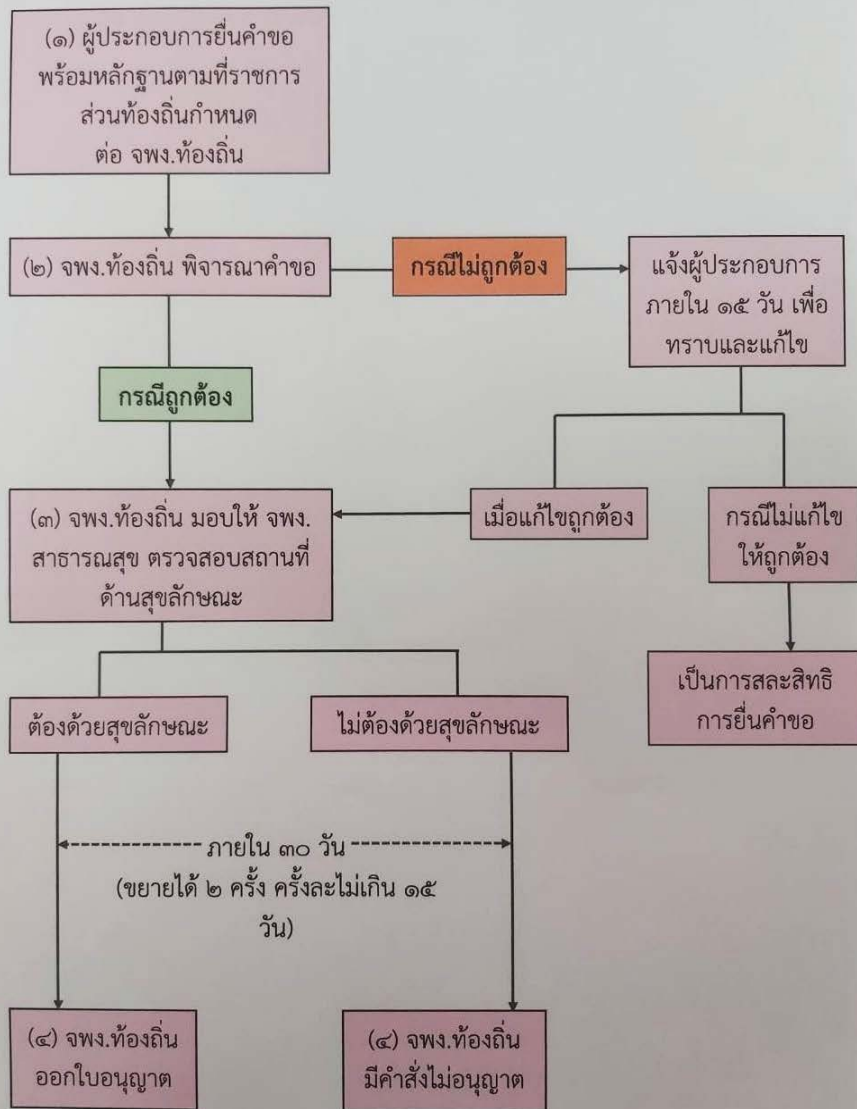 (๑) ผู้ประกอบการยื่นคำขอ
พร้อมหลักฐานตามที่ราชการ
ส่วนท้องถิ่นกำหนด
ต่อ จพง.ท้องถิ่น
(๒) จพง.ท้องถิ่น พิจารณาคำขอ
กรณีไม่ถูกต้อง
แจ้งผู้ประกอบการ
ภายใน ๑๕ วัน เพื่อ
ทราบและแก้ไข
กรณีถูกต้อง
(๓) จพง.ท้องถิ่น มอบให้ จพง.
สาธารณสุข ตรวจสอบสถานที่
ด้านสุขลักษณะ
เมื่อแก้ไขถูกต้อง
กรณีไม่แก้ไข
ให้ถูกต้อง
เป็นการสละสิทธิ
การยื่นคำขอ
ต้องด้วยสุขลักษณะ
ไม่ต้องด้วยสุขลักษณะ
ภายใน ๓๐ วัน
(ขยายได้ ๒ ครั้ง ครั้งละไม่เกิน ๑๕
วัน)
(๔) จพง.ท้องถิ่น
ออกใบอนุญาต
(๔) จพง.ท้องถิ่น
มีคำสั่งไม่อนุญาต